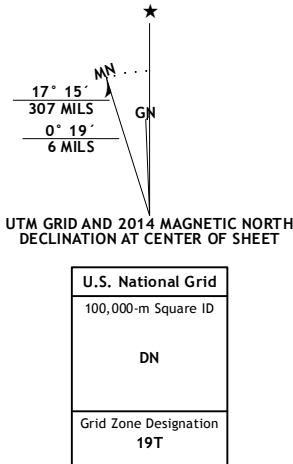 ★
MN
GN
17° 15´
307 MILS
0° 19´
6 MILS
UTM GRID AND 2014 MAGNETIC NORTH
DECLINATION AT CENTER OF SHEET
U.S. National Grid
100,000-m Square ID
DN
Grid Zone Designation
19T